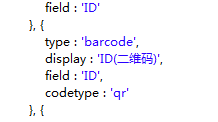 field : 'ID'
}, {
type : 'barcode',
display : 'ID(二维码)',
field : 'ID',
codetype : 'qr'
}, {